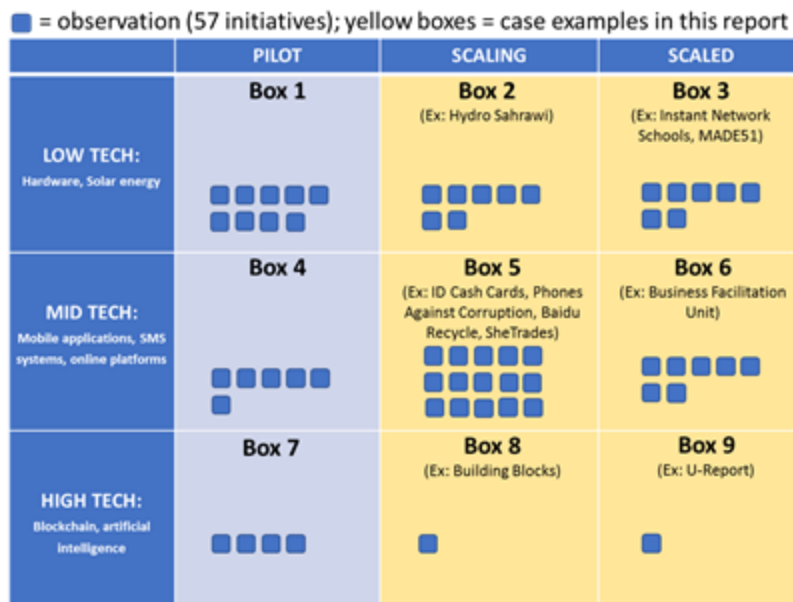 = observation (57 initiatives); yellow boxes = case examples in this report
PILOT
SCALING
SCALED
LOW TECH:
Hardware, Solar energy
Box 1
Box 2
(Ex: Hydro Sahrawi)
Box 3
(Ex: Instant Network
Schools, MADE51)
MID TECH:
Mobile applications, SMS
systems, online platforms
Box 4
Box 5
(Ex: ID Cash Cards, Phones
Against Corruption, Baidu
Recycle, SheTrades)
Box 6
(Ex: Business Facilitation
Unit)
HIGH TECH:
Blockchain, artificial
intelligence
Box 7
Box 8
(Ex: Building Blocks)
Box 9
(Ex: U-Report)